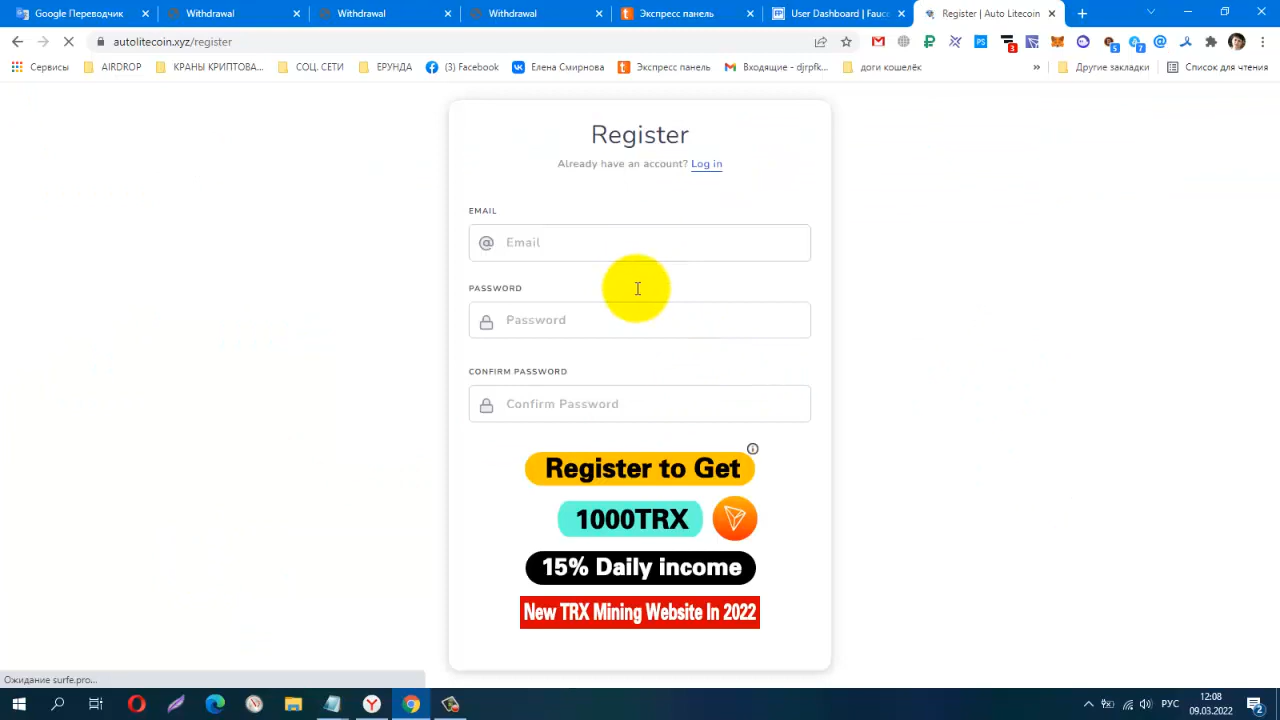 Google Переводчик
Withdrawal
Withdrawal
Withdrawal
Экспресс панель
User Dashboard | Fauce
Register | Auto Litecoin
autolitecoin.xyz/register
Сервисы
AIRDROP
КРАНЫ КРИПТОВА...
СОЦ. СЕТИ
ЕРУНДА
(3) Facebook
Елена Смирнова
Экспресс панель
Входящие - djrpfk...
доги кошелёк
»
Другие закладки
Список для чтения
Register
Already have an account? Log in
EMAIL
Email
PASSWORD
Password
CONFIRM PASSWORD
Confirm Password
Register to Get
1000TRX
15% Daily income
New TRX Mining Website In 2022
Ожидание surfe.pro...
РУС
12:08
09.03.2022
2